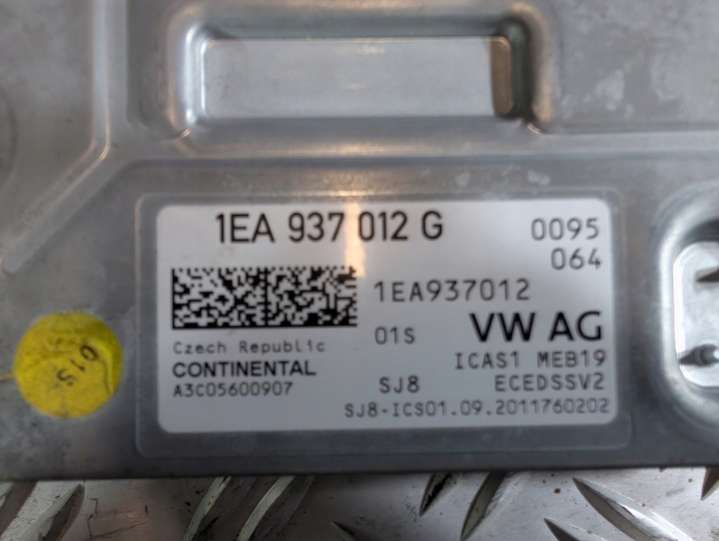 1EA 937 012 G 0095
064
1EA937012
01S VW AG
Czech Republic
CONTINENTAL ICAS1 MEB19
A3C05600907 SJ8 ECEDSSV2
SJ8-ICS01.09.2011760202
01S